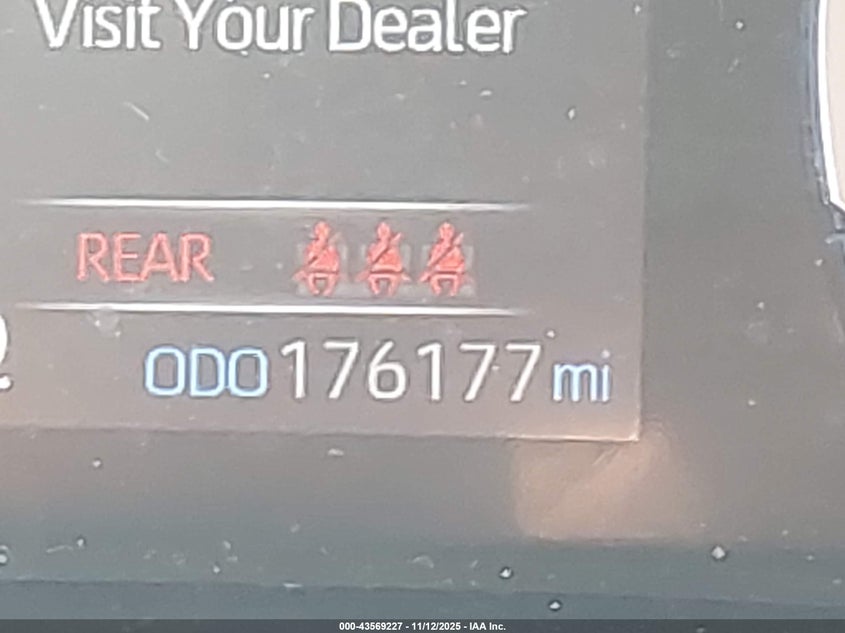 Visit Your Dealer
REAR
ODO 176177 mi
000-43569227 - 11/12/2025 - IAA Inc.